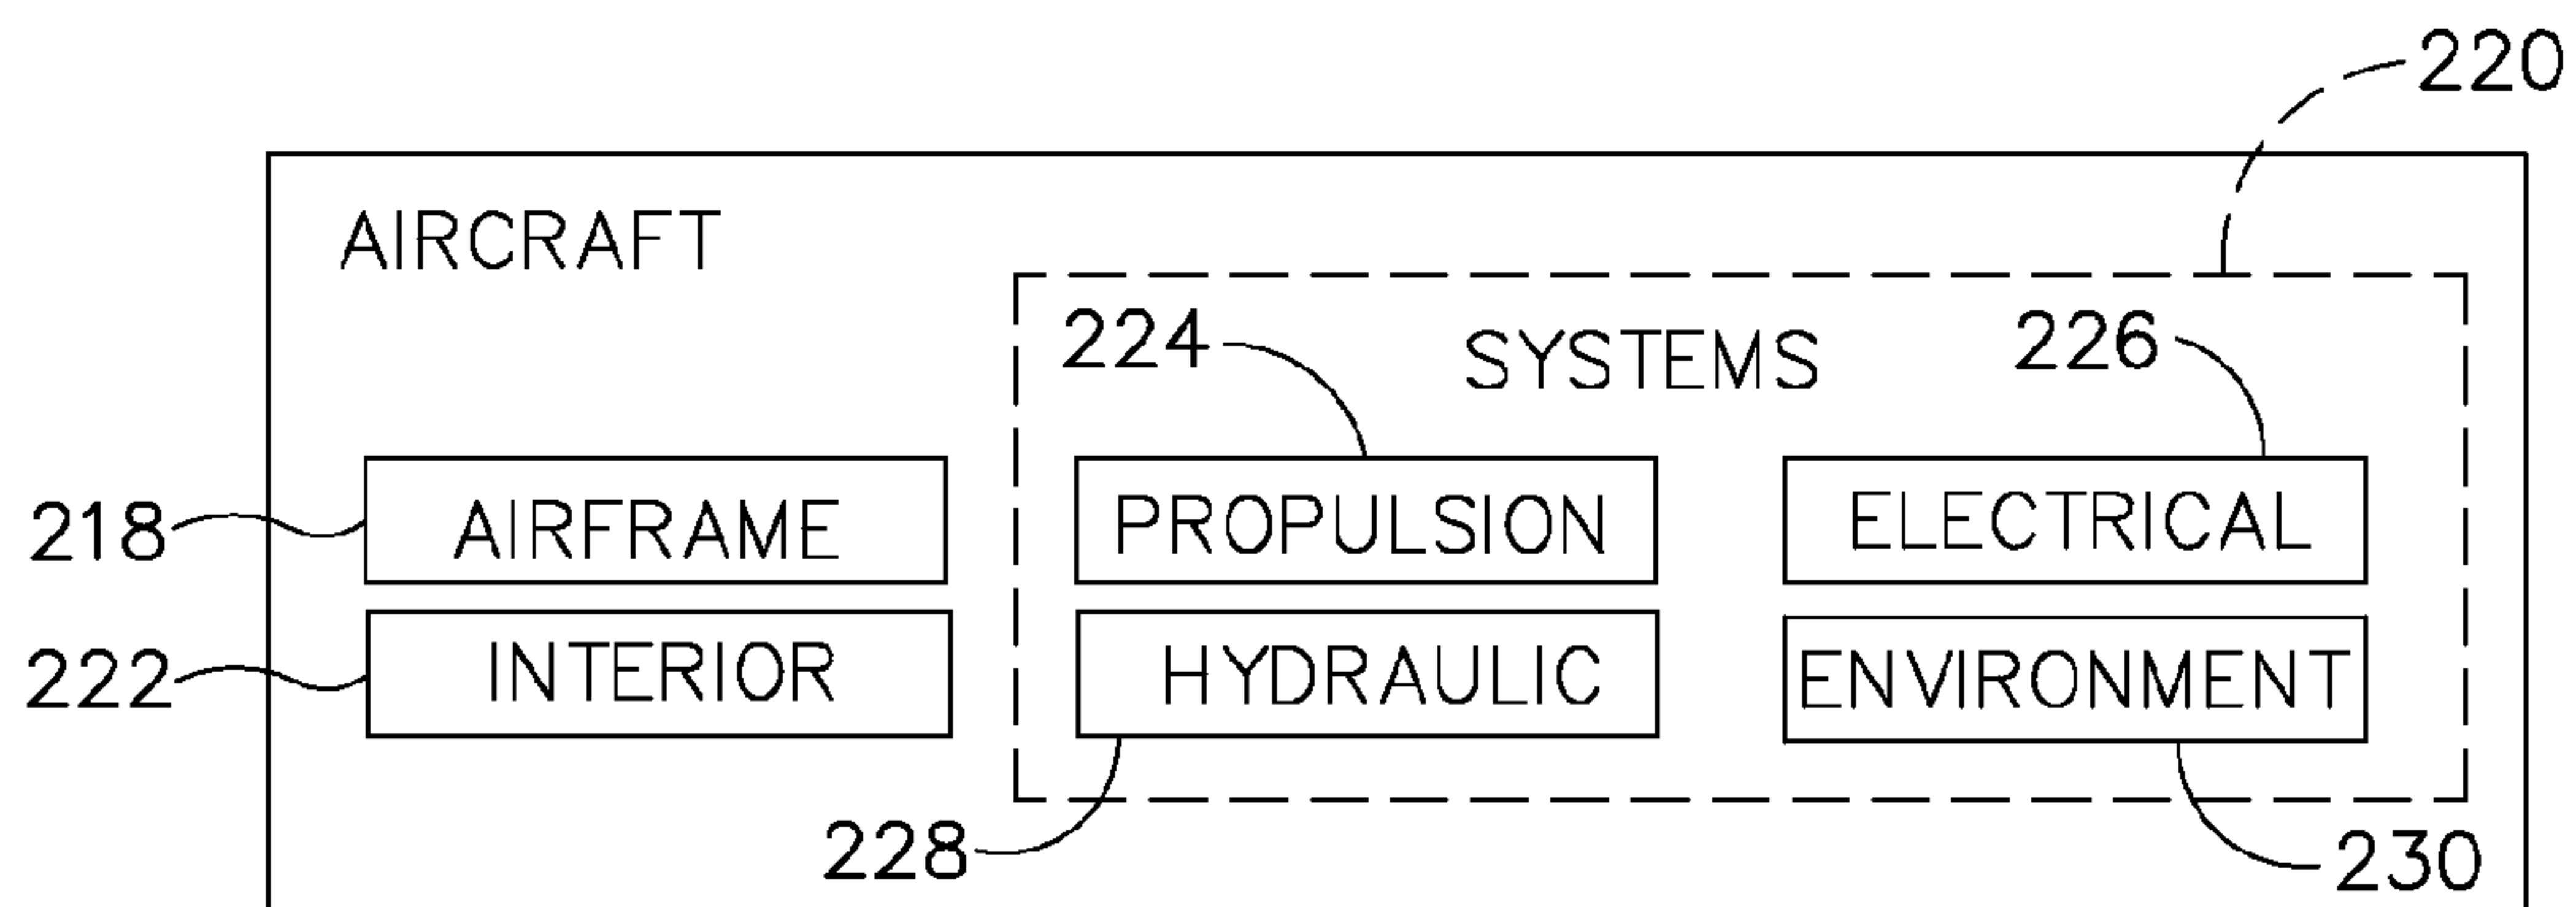 220
AIRCRAFT
224
SYSTEMS
226
218
AIRFRAME
PROPULSION
ELECTRICAL
222
INTERIOR
HYDRAULIC
ENVIRONMENT
228
230